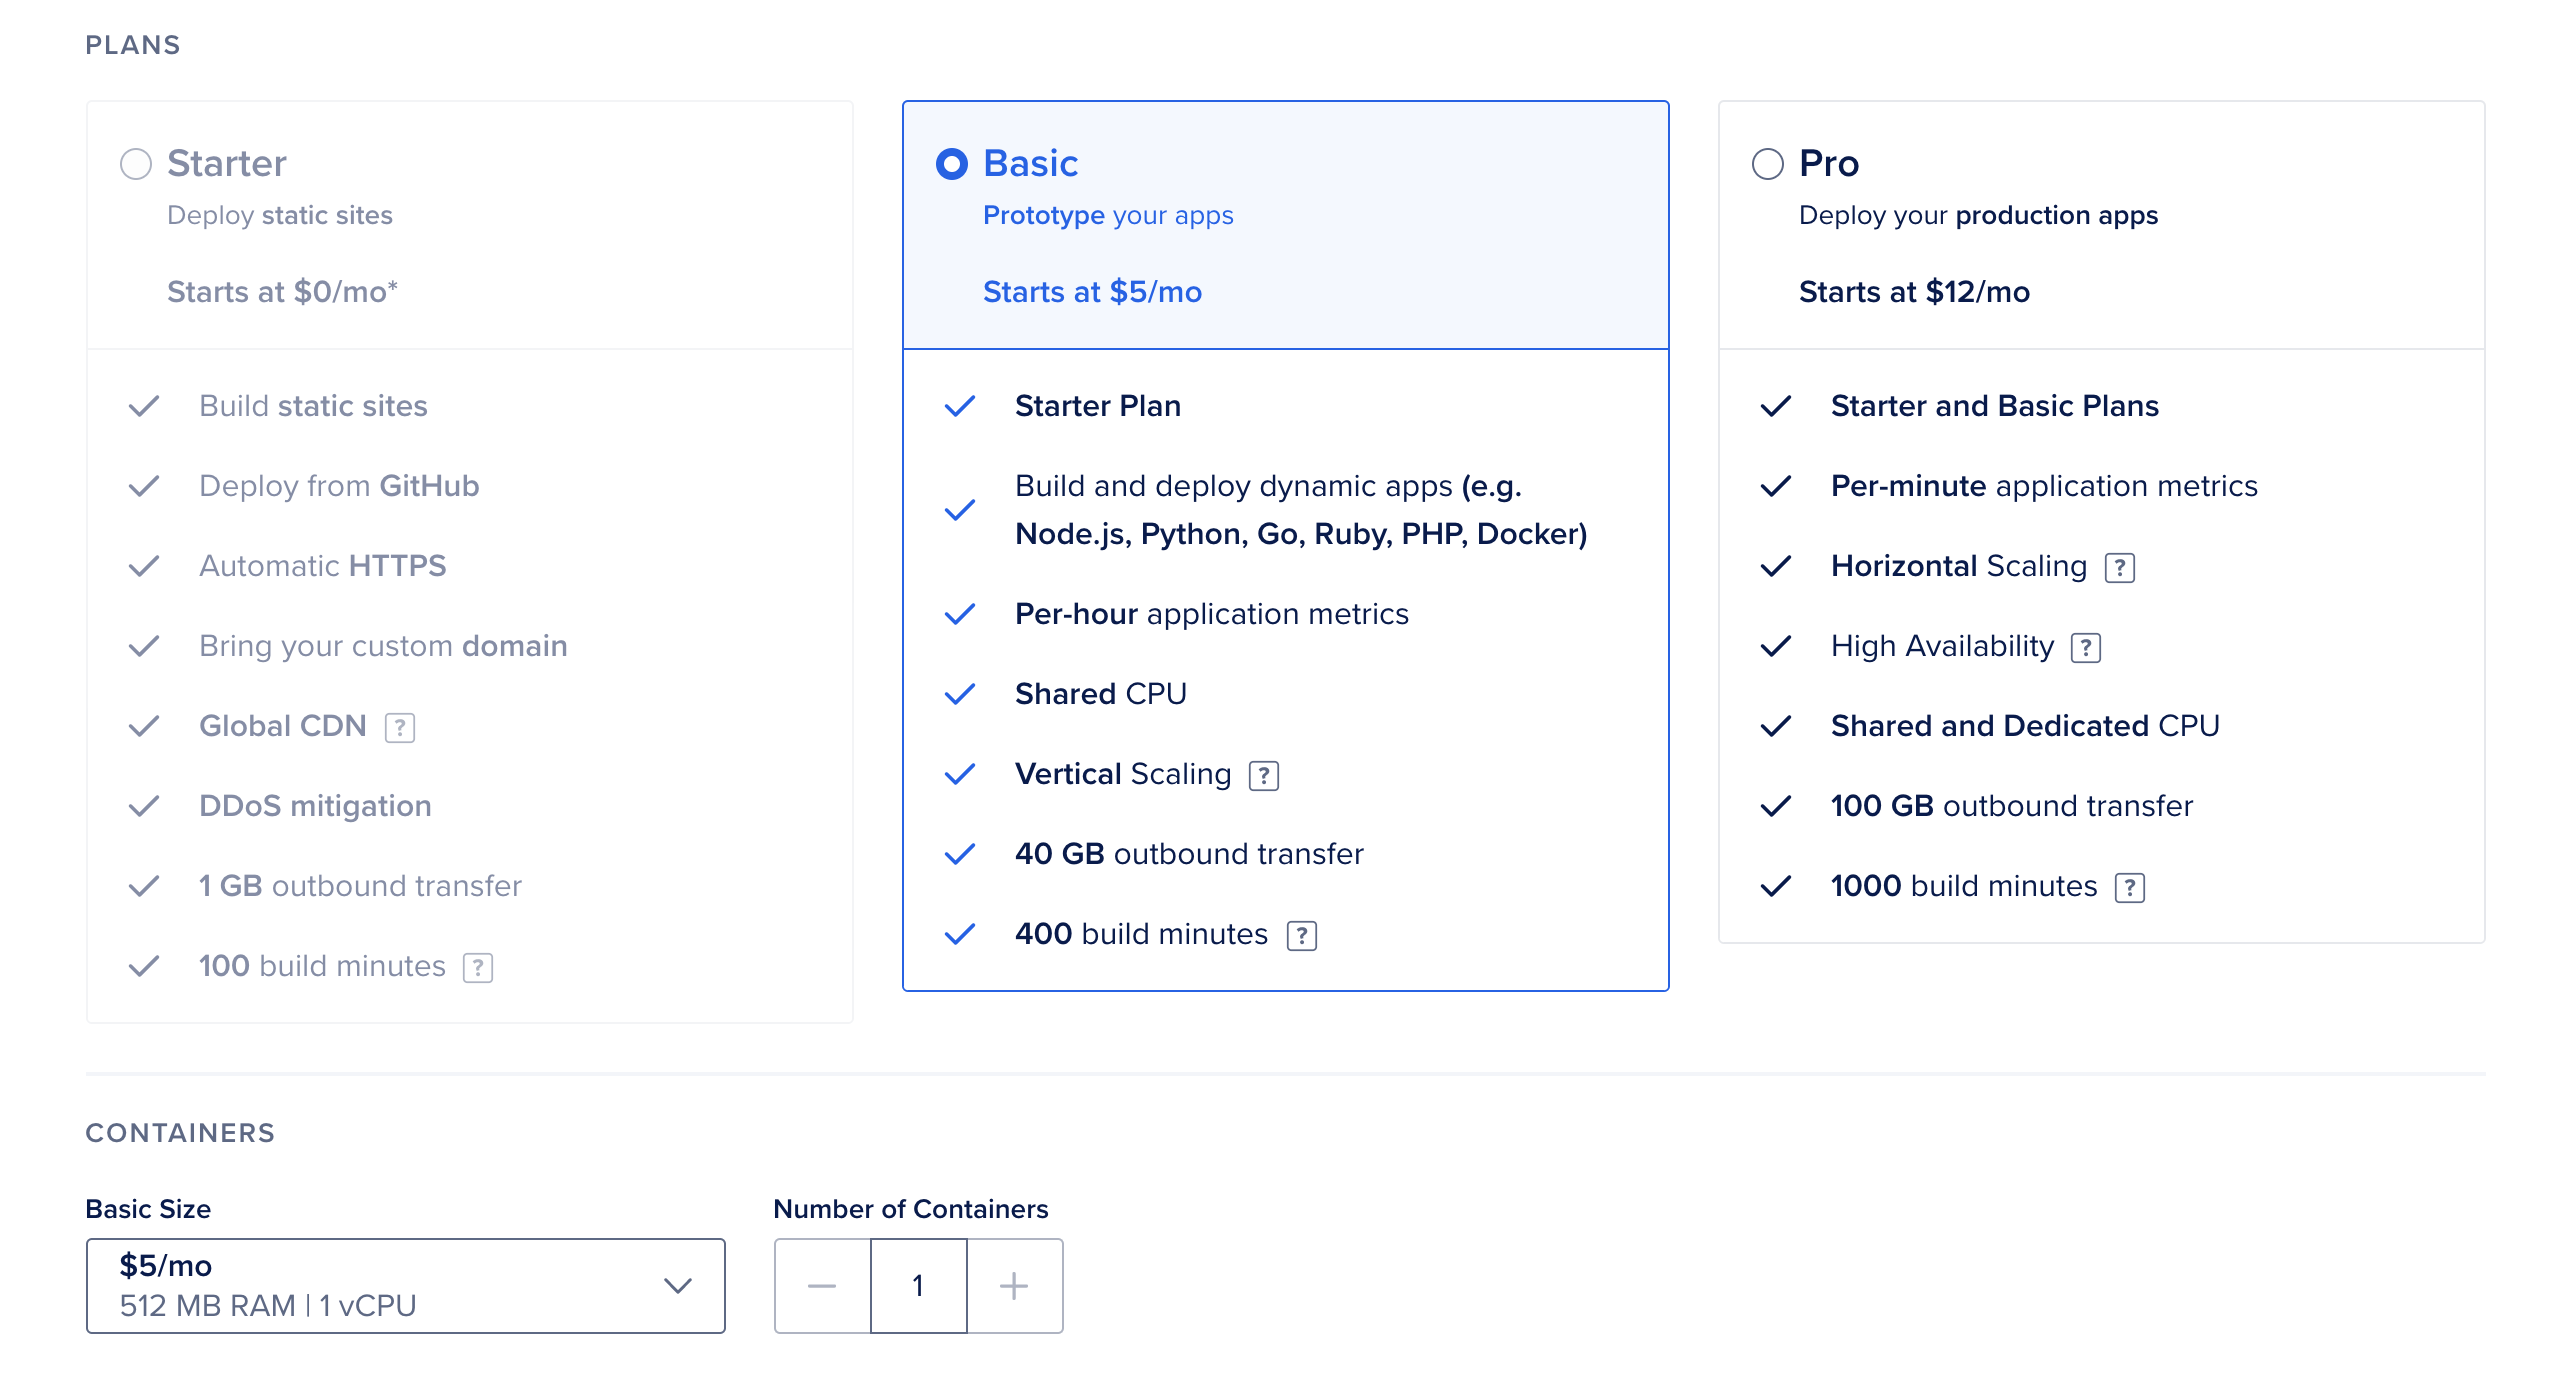 PLANS
Starter
Deploy static sites
Starts at $0/mo*
Build static sites
Deploy from GitHub
Automatic HTTPS
Bring your custom domain
Global CDN ?
DDoS mitigation
1 GB outbound transfer
100 build minutes ?
Basic
Prototype your apps
Starts at $5/mo
Starter Plan
Build and deploy dynamic apps (e.g.
Node.js, Python, Go, Ruby, PHP, Docker)
Per-hour application metrics
Shared CPU
Vertical Scaling ?
40 GB outbound transfer
400 build minutes ?
Pro
Deploy your production apps
Starts at $12/mo
Starter and Basic Plans
Per-minute application metrics
Horizontal Scaling ?
High Availability ?
Shared and Dedicated CPU
100 GB outbound transfer
1000 build minutes ?
CONTAINERS
Basic Size
$5/mo
512 MB RAM | 1 vCPU
Number of Containers
1